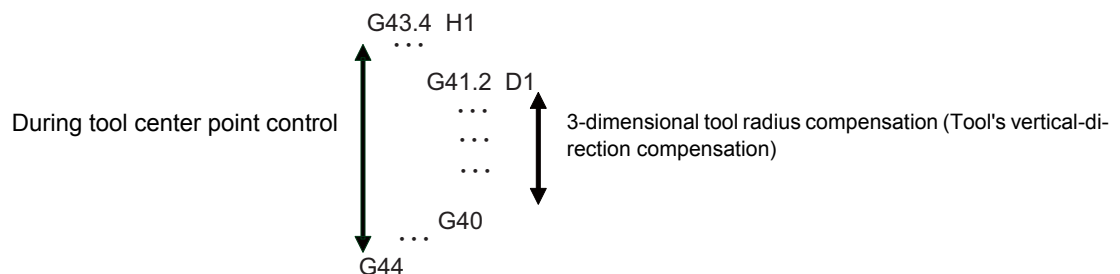 G43.4 H1
...
G41.2 D1
During tool center point control
...
3-dimensional tool radius compensation (Tool's vertical-di-
rection compensation)
...
...
G40
...
G44